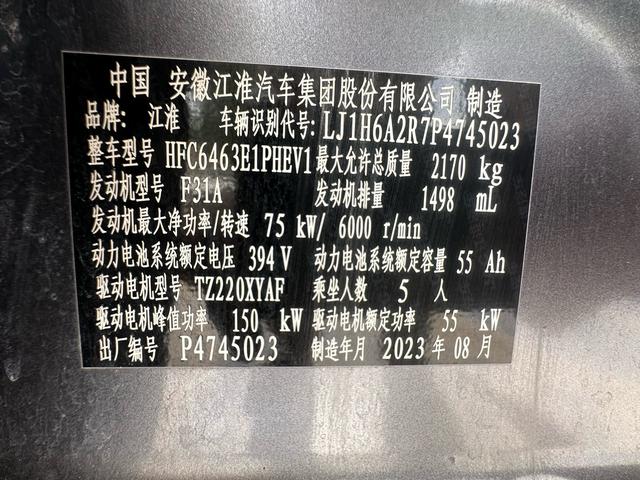 中国 安徽江淮汽车集团股份有限公司 制造
品牌: 江淮 车辆识别代号: LJ1H6A2R7P4745023
整车型号 HFC6463E1PHEV1 最大允许总质量 2170 kg
发动机型号 F31A 发动机排量 1498 mL
发动机最大净功率/转速 75 kW/ 6000 r/min
动力电池系统额定电压 394 V 动力电池系统额定容量 55 Ah
驱动电机型号 TZ220XYAF 乘坐人数 5 人
驱动电机峰值功率 150 kW 驱动电机额定功率 55 kW
出厂编号 P4745023 制造年月 2023 年 08 月